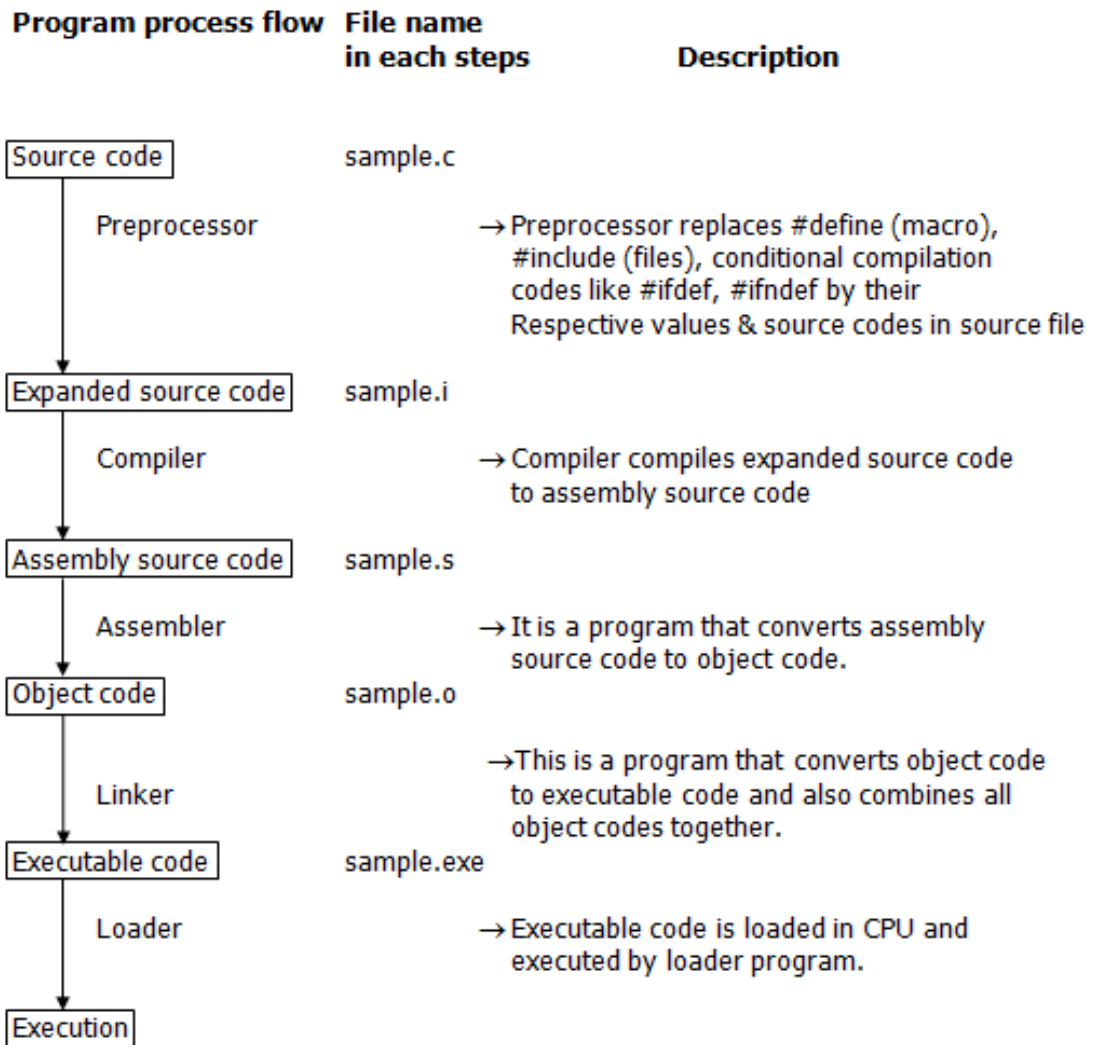 Program process flow File name
in each steps Description
Source code sample.c
Preprocessor → Preprocessor replaces #define (macro),
#include (files), conditional compilation
codes like #ifdef, #ifndef by their
Respective values & source codes in source file
Expanded source code sample.i
Compiler → Compiler compiles expanded source code
to assembly source code
Assembly source code sample.s
Assembler → It is a program that converts assembly
source code to object code.
Object code sample.o
→This is a program that converts object code
Linker to executable code and also combines all
object codes together.
Executable code sample.exe
Loader → Executable code is loaded in CPU and
executed by loader program.
Execution